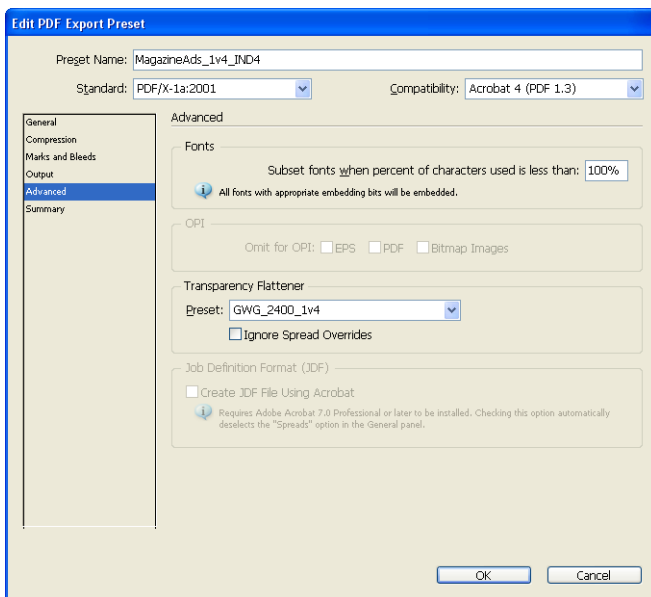 Edit PDF Export Preset
Preset Name: MagazineAds_1v4_IND4
Standard: PDF/X-1a:2001 Compatibility: Acrobat 4 (PDF 1.3)
General
Compression
Marks and Bleeds
Output
Advanced
Summary
Advanced
Fonts
Subset fonts when percent of characters used is less than: 100%
All fonts with appropriate embedding bits will be embedded.
OPI
Omit for OPI: EPS PDF Bitmap Images
Transparency Flattener
Preset: GWG_2400_1v4
Ignore Spread Overrides
Job Definition Format (JDF)
Create JDF File Using Acrobat
Requires Adobe Acrobat 7.0 Professional or later to be installed. Checking this option automatically
deselects the "Spreads" option in the General panel.
OK Cancel